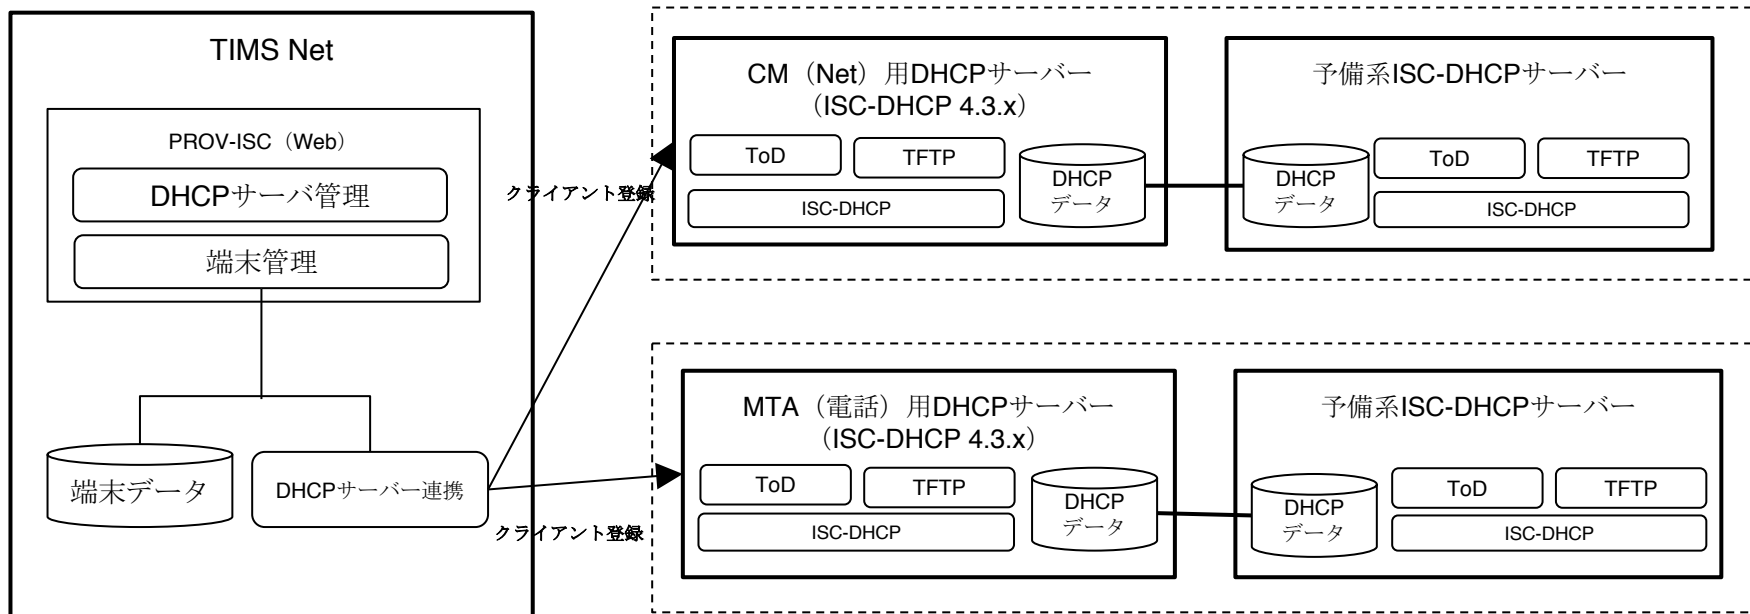 TIMS Net
PROV-ISC（Web）
DHCPサーバ管理
端末管理
端末データ
DHCPサーバー連携
クライアント登録
クライアント登録
CM（Net）用DHCPサーバー
（ISC-DHCP 4.3.x）
ToD
TFTP
ISC-DHCP
DHCP
データ
予備系ISC-DHCPサーバー
DHCP
データ
ToD
TFTP
ISC-DHCP
MTA（電話）用DHCPサーバー
（ISC-DHCP 4.3.x）
ToD
TFTP
ISC-DHCP
DHCP
データ
予備系ISC-DHCPサーバー
DHCP
データ
ToD
TFTP
ISC-DHCP